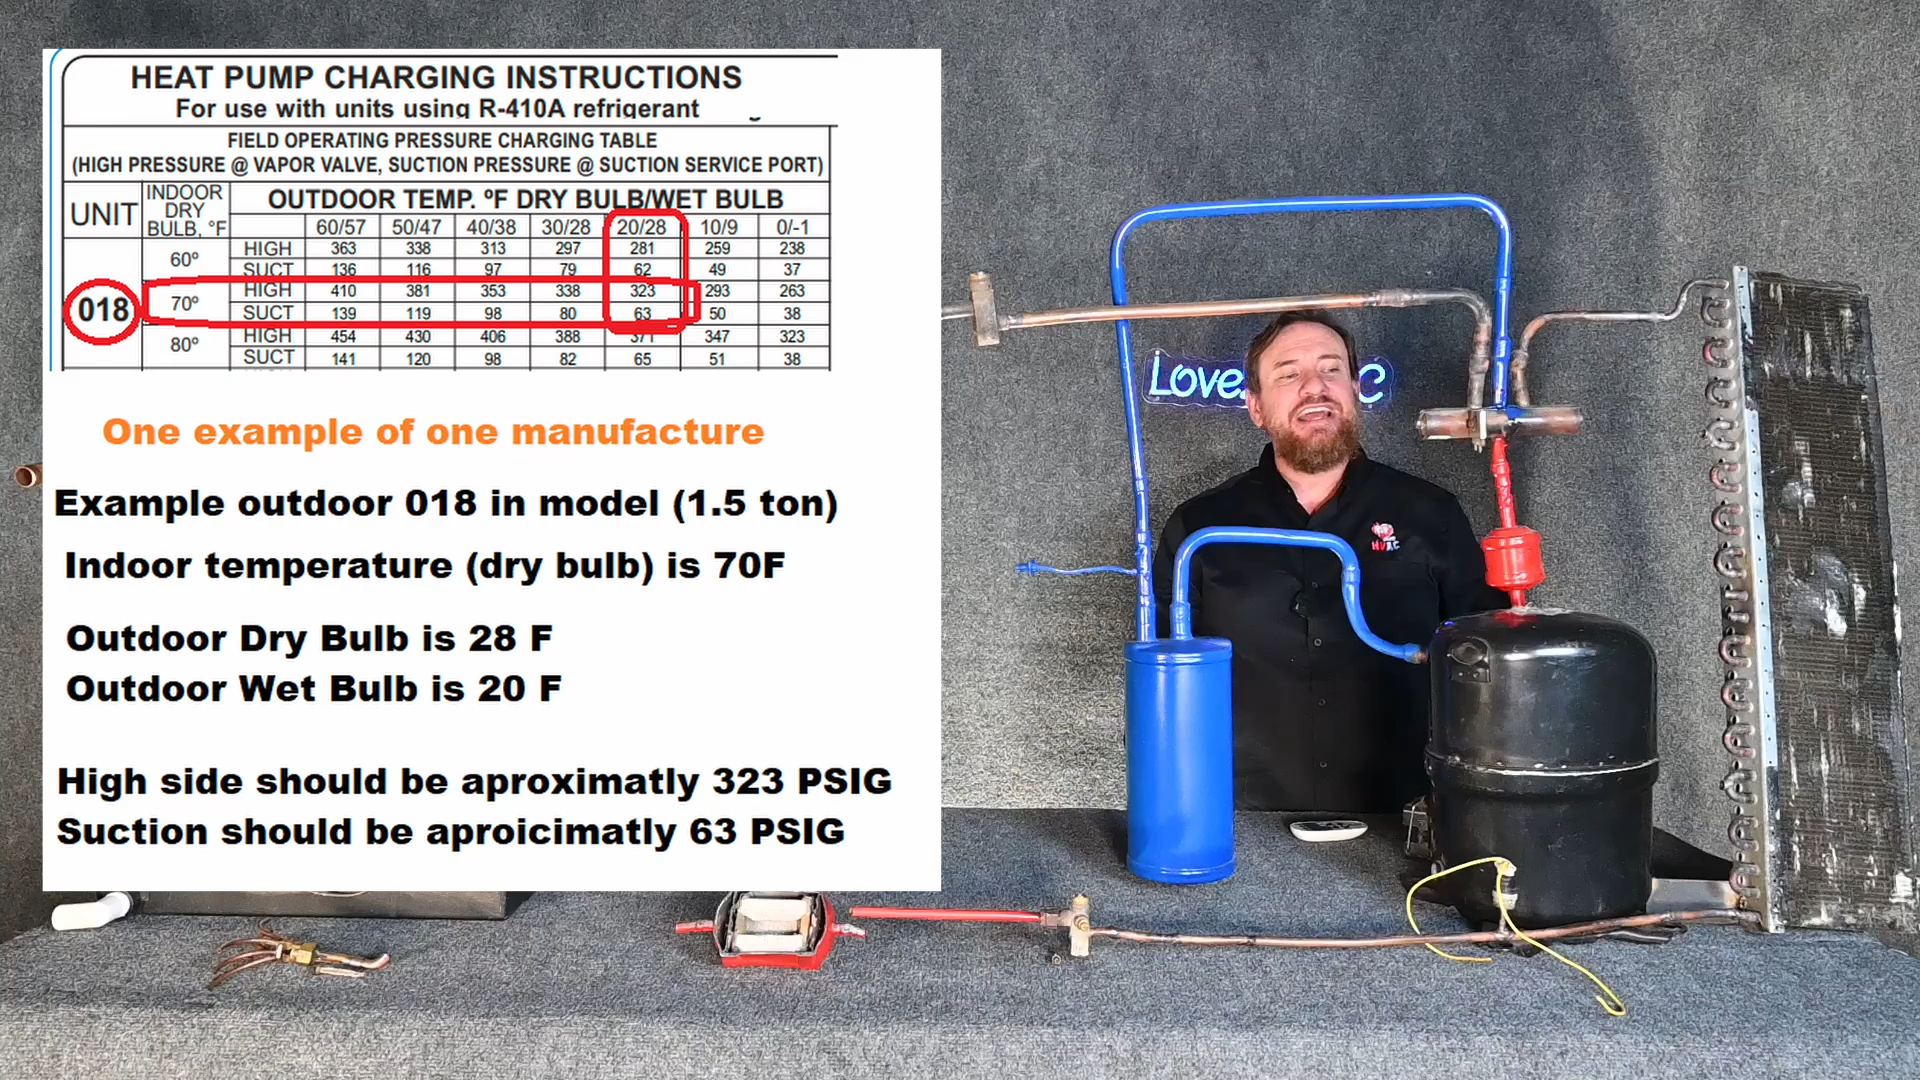 HEAT PUMP CHARGING INSTRUCTIONS
For use with units using R-410A refrigerant
FIELD OPERATING PRESSURE CHARGING TABLE
(HIGH PRESSURE @ VAPOR VALVE, SUCTION PRESSURE @ SUCTION SERVICE PORT)
UNIT INDOOR DRY BULB, °F OUTDOOR TEMP. ºF DRY BULB/WET BULB
60/57 50/47 40/38 30/28 20/28 10/9 0/-1
018
60º HIGH 363 338 313 297 281 259 238
SUCT 136 116 97 79 62 49 37
70º HIGH 410 381 353 338 323 293 263
SUCT 139 119 98 80 63 50 38
80º HIGH 454 430 406 388 371 347 323
SUCT 141 120 98 82 65 51 38
One example of one manufacture
Example outdoor 018 in model (1.5 ton)
Indoor temperature (dry bulb) is 70F
Outdoor Dry Bulb is 28 F
Outdoor Wet Bulb is 20 F
High side should be aproximatly 323 PSIG
Suction should be aproicimatly 63 PSIG
Love C
HVAC